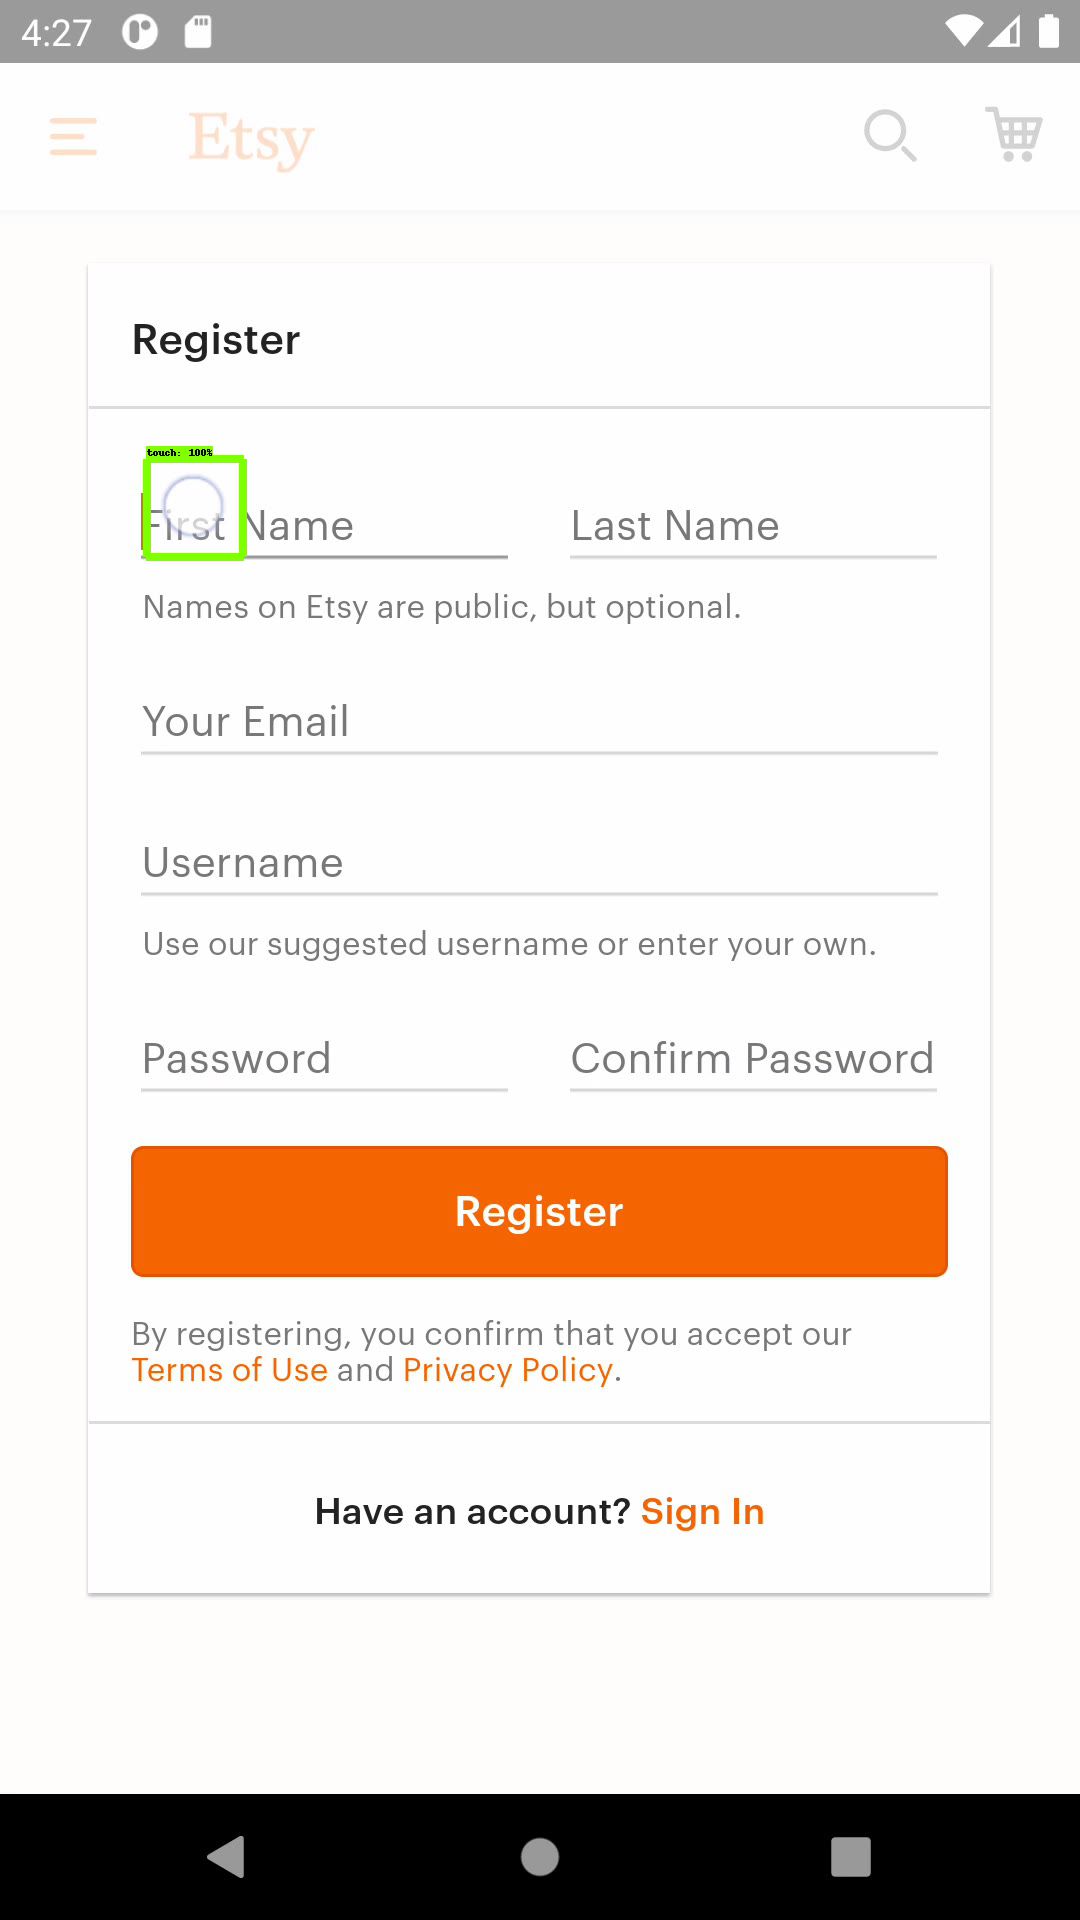 4:27
Etsy
Register
touch: 100%
First Name
Last Name
Names on Etsy are public, but optional.
Your Email
Username
Use our suggested username or enter your own.
Password
Confirm Password
Register
By registering, you confirm that you accept our
Terms of Use and Privacy Policy.
Have an account? Sign In